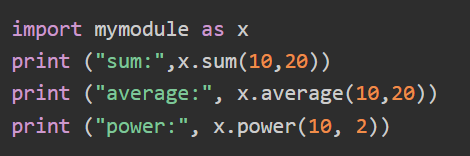 import mymodule as x
print ("sum:",x.sum(10,20))
print ("average:", x.average(10,20))
print ("power:", x.power(10, 2))